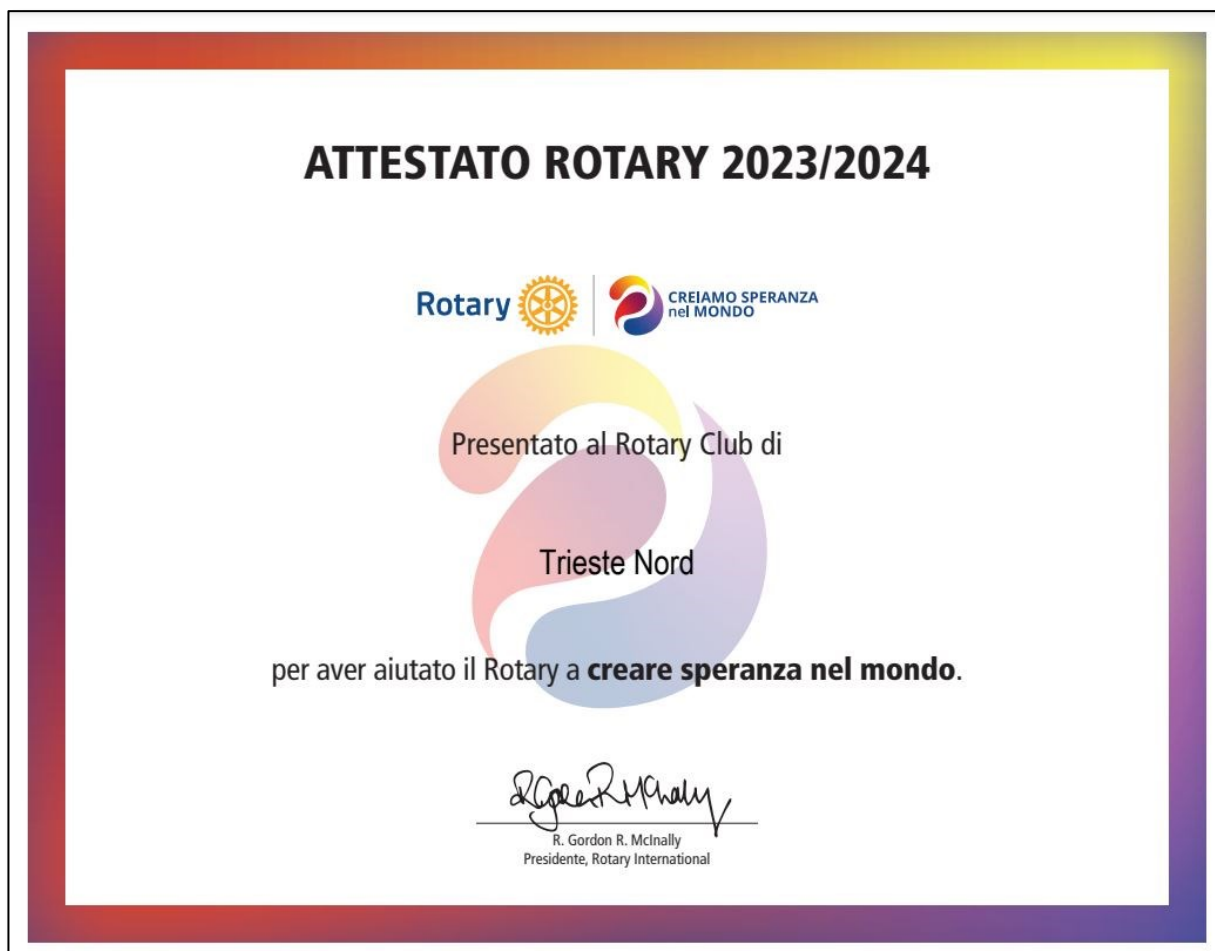 ATTESTATO ROTARY 2023/2024
Rotary
CREIAMO SPERANZA
nel MONDO
Presentato al Rotary Club di
Trieste Nord
per aver aiutato il Rotary a creare speranza nel mondo.
R. Gordon R. McInally
Presidente, Rotary International